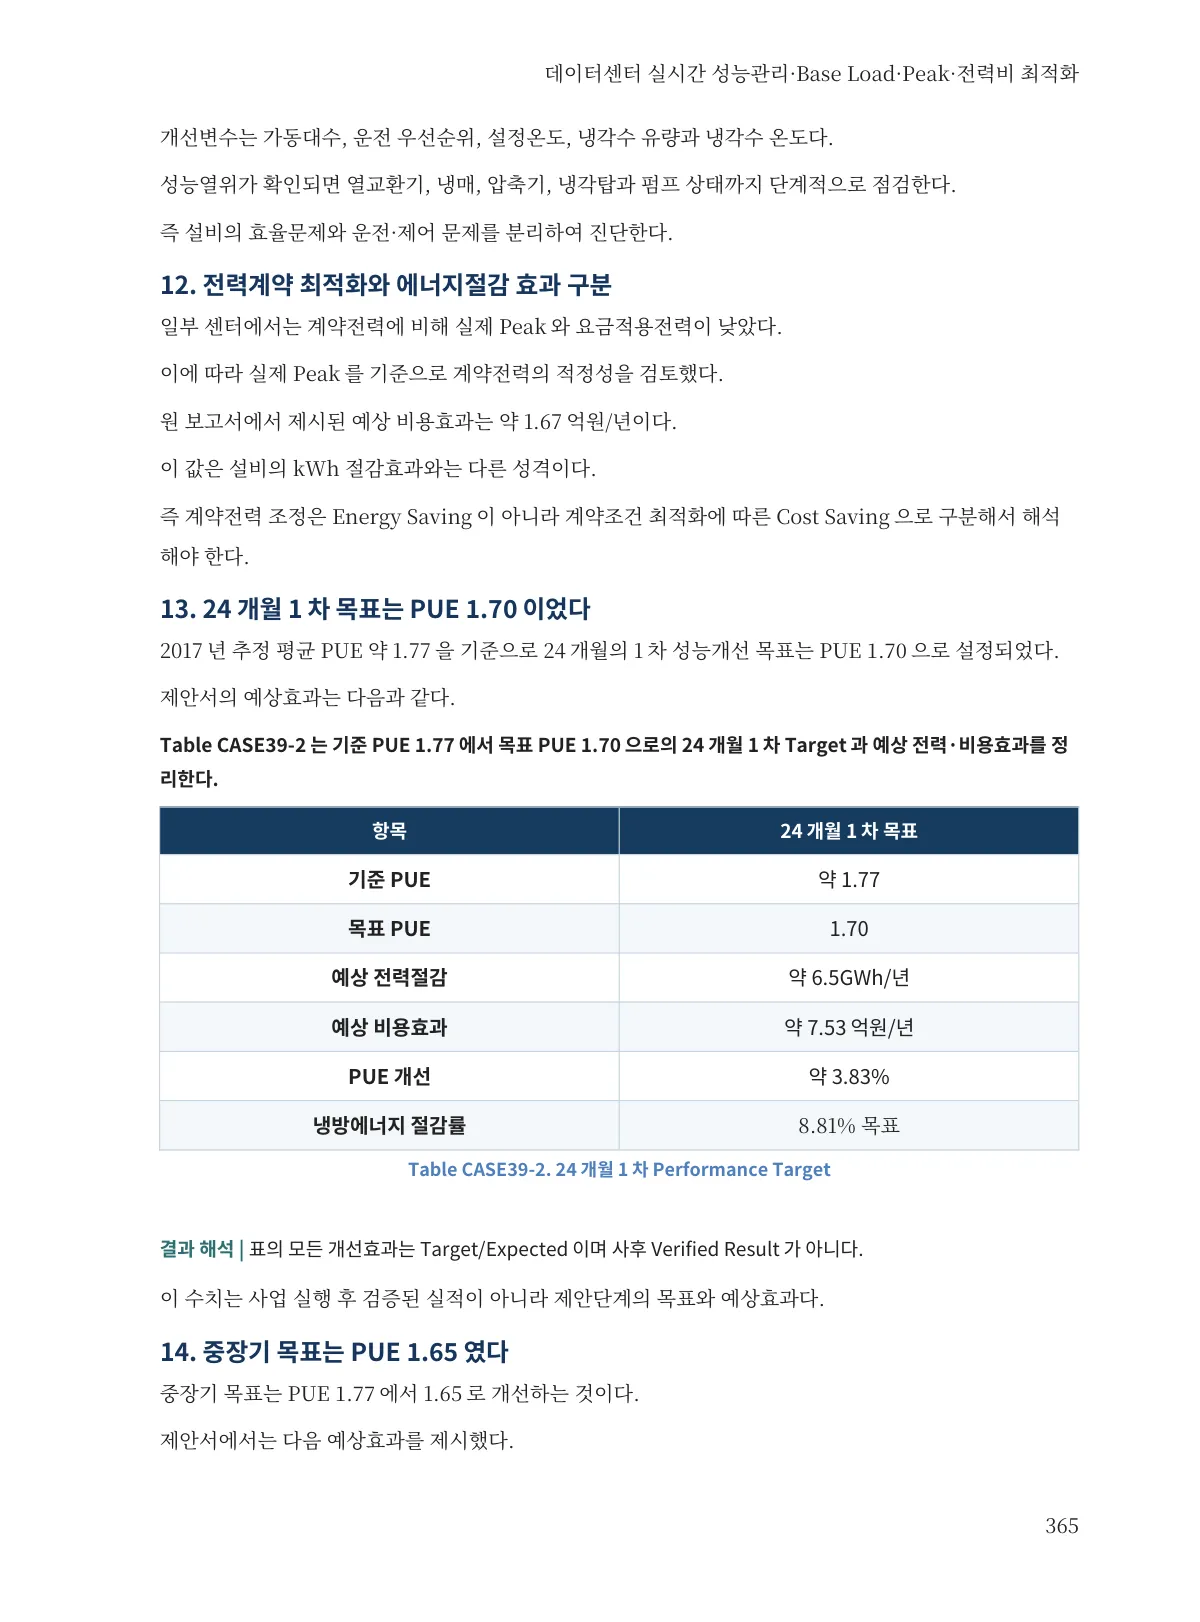 데이터센터 실시간 성능관리·Base Load·Peak·전력비 최적화
개선변수는 가동대수, 운전 우선순위, 설정온도, 냉각수 유량과 냉각수 온도다.
성능열위가 확인되면 열교환기, 냉매, 압축기, 냉각탑과 펌프 상태까지 단계적으로 점검한다.
즉 설비의 효율문제와 운전·제어 문제를 분리하여 진단한다.
12. 전력계약 최적화와 에너지절감 효과 구분
일부 센터에서는 계약전력에 비해 실제 Peak 와 요금적용전력이 낮았다.
이에 따라 실제 Peak 를 기준으로 계약전력의 적정성을 검토했다.
원 보고서에서 제시된 예상 비용효과는 약 1.67 억원/년이다.
이 값은 설비의 kWh 절감효과와는 다른 성격이다.
즉 계약전력 조정은 Energy Saving 이 아니라 계약조건 최적화에 따른 Cost Saving 으로 구분해서 해석
해야 한다.
13. 24 개월 1 차 목표는 PUE 1.70 이었다
2017 년 추정 평균 PUE 약 1.77 을 기준으로 24 개월의 1 차 성능개선 목표는 PUE 1.70 으로 설정되었다.
제안서의 예상효과는 다음과 같다.
Table CASE39-2 는 기준 PUE 1.77 에서 목표 PUE 1.70 으로의 24 개월 1 차 Target 과 예상 전력·비용효과를 정
리한다.
항목 24 개월 1 차 목표
기준 PUE 약 1.77
목표 PUE 1.70
예상 전력절감 약 6.5GWh/년
예상 비용효과 약 7.53 억원/년
PUE 개선 약 3.83%
냉방에너지 절감률 8.81% 목표
Table CASE39-2. 24 개월 1 차 Performance Target
결과 해석 | 표의 모든 개선효과는 Target/Expected 이며 사후 Verified Result 가 아니다.
이 수치는 사업 실행 후 검증된 실적이 아니라 제안단계의 목표와 예상효과다.
14. 중장기 목표는 PUE 1.65 였다
중장기 목표는 PUE 1.77 에서 1.65 로 개선하는 것이다.
제안서에서는 다음 예상효과를 제시했다.
365